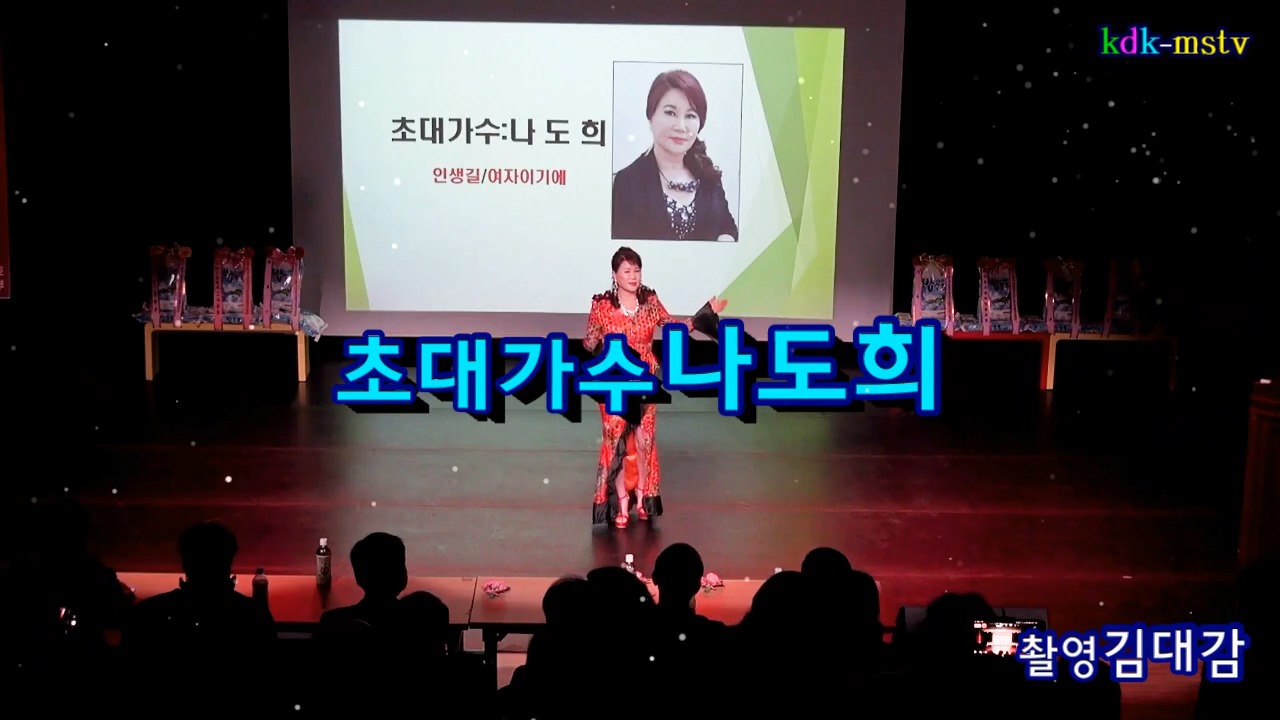 kdk-mstv
초대가수:나 도 희
인생길/여자이기에
초대가수나도희
촬영김대감